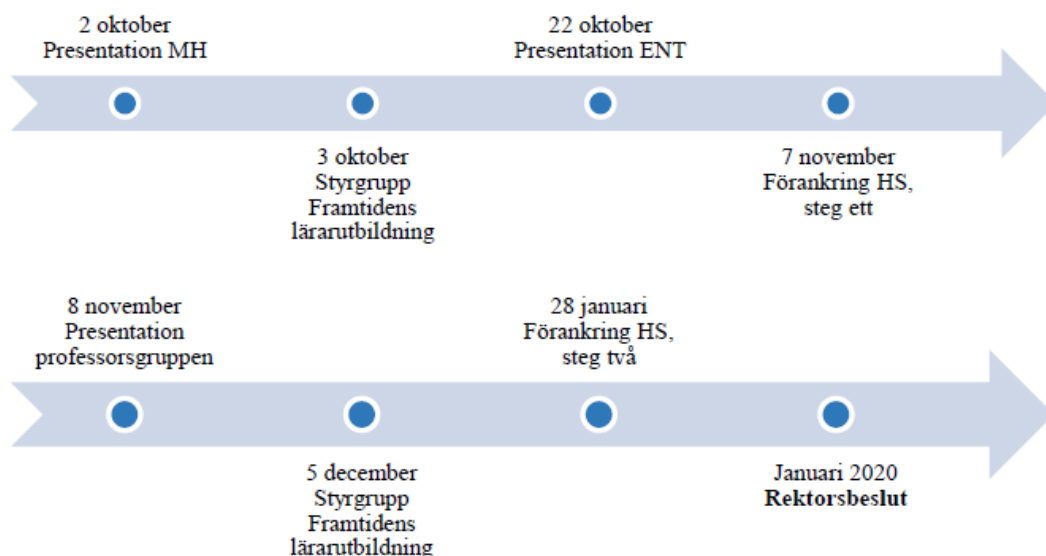 2 oktober
Presentation MH
22 oktober
Presentation ENT
3 oktober
Styrgrupp
Framtidens
lärarutbildning
7 november
Förankring HS,
steg ett
8 november
Presentation
professorsgruppen
28 januari
Förankring HS,
steg två
5 december
Styrgrupp
Framtidens
lärarutbildning
Januari 2020
Rektorsbeslut